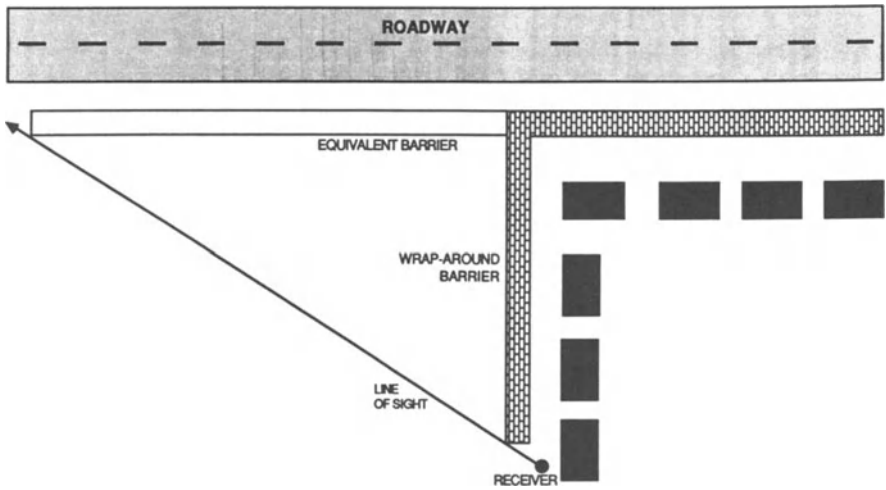 ROADWAY
EQUIVALENT BARRIER
WRAP-AROUND
BARRIER
LINE
OF SIGHT
RECEIVER